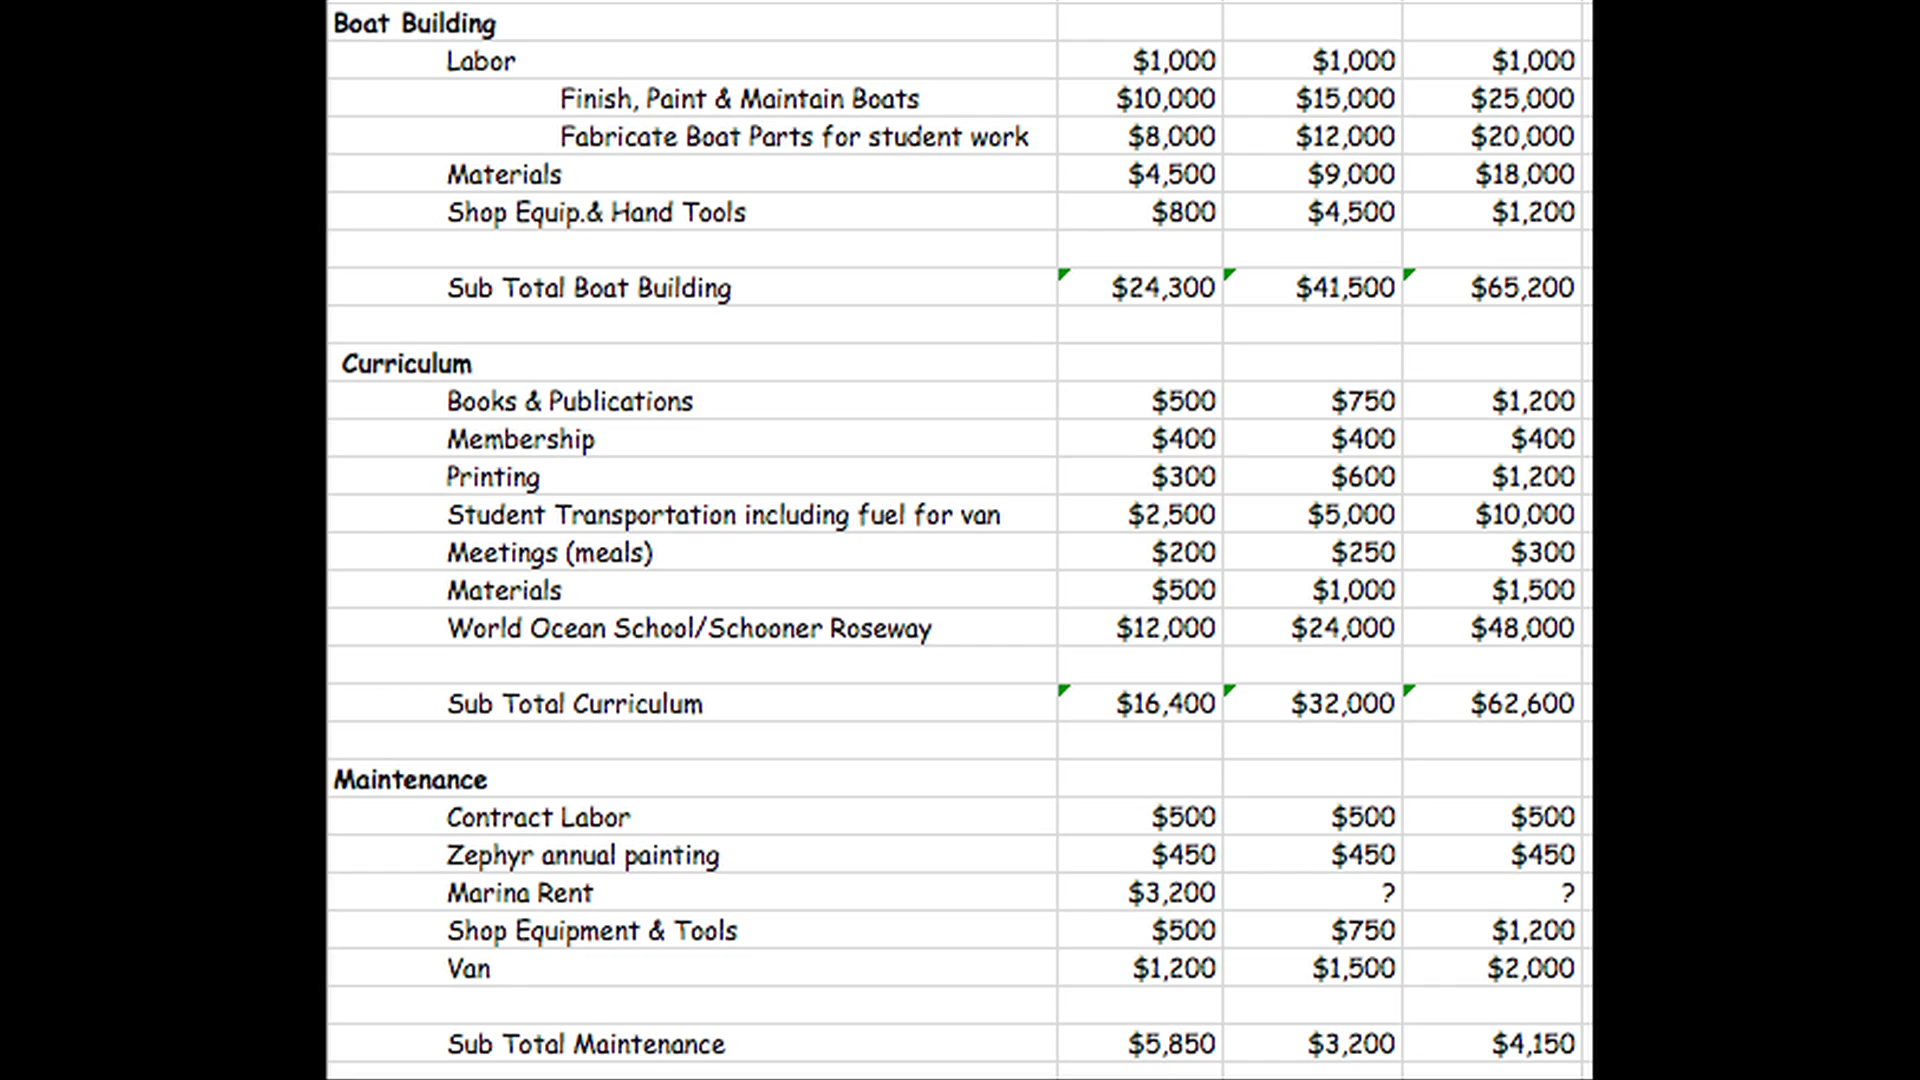 Boat Building
Labor $1,000 $1,000 $1,000
Finish, Paint & Maintain Boats $10,000 $15,000 $25,000
Fabricate Boat Parts for student work $8,000 $12,000 $20,000
Materials $4,500 $9,000 $18,000
Shop Equip.& Hand Tools $800 $4,500 $1,200
Sub Total Boat Building $24,300 $41,500 $65,200
Curriculum
Books & Publications $500 $750 $1,200
Membership $400 $400 $400
Printing $300 $600 $1,200
Student Transportation including fuel for van $2,500 $5,000 $10,000
Meetings (meals) $200 $250 $300
Materials $500 $1,000 $1,500
World Ocean School/Schooner Roseway $12,000 $24,000 $48,000
Sub Total Curriculum $16,400 $32,000 $62,600
Maintenance
Contract Labor $500 $500 $500
Zephyr annual painting $450 $450 $450
Marina Rent $3,200 ? ?
Shop Equipment & Tools $500 $750 $1,200
Van $1,200 $1,500 $2,000
Sub Total Maintenance $5,850 $3,200 $4,150